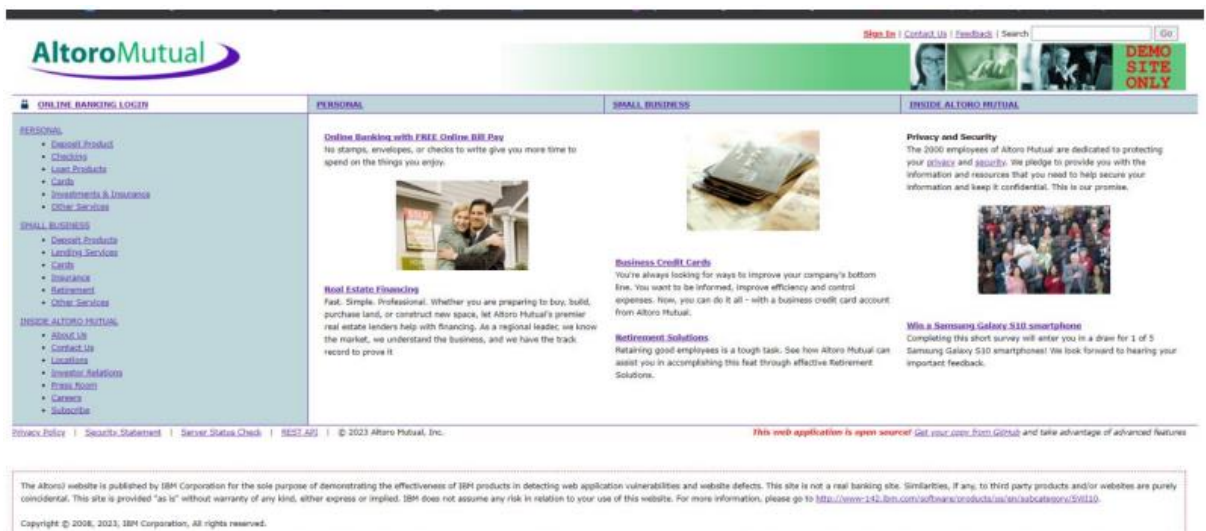 Sign In | Contact Us | Feedback | Search Go
AltoroMutual
DEMO
SITE
ONLY
ONLINE BANKING LOGIN
PERSONAL
SMALL BUSINESS
INSIDE ALTORO MUTUAL
PERSONAL
• Deposit Product
• Checking
• Loan Products
• Cards
• Investments & Insurance
• Other Services
SMALL BUSINESS
• Deposit Products
• Lending Services
• Cards
• Insurance
• Retirement
• Other Services
INSIDE ALTORO MUTUAL
• About Us
• Contact Us
• Locations
• Investor Relations
• Press Room
• Careers
• Subscribe
Online Banking with FREE Online Bill Pay
No stamps, envelopes, or checks to write give you more time to
spend on the things you enjoy.
Real Estate Financing
Fast. Simple. Professional. Whether you are preparing to buy, build,
purchase land, or construct new space, let Altoro Mutual's premier
real estate lenders help with financing. As a regional leader, we know
the market, we understand the business, and we have the track
record to prove it
Business Credit Cards
You're always looking for ways to improve your company's bottom
line. You want to be informed, improve efficiency and control
expenses. Now, you can do it all - with a business credit card account
from Altoro Mutual.
Retirement Solutions
Retaining good employees is a tough task. See how Altoro Mutual can
assist you in accomplishing this feat through effective Retirement
Solutions.
Privacy and Security
The 2000 employees of Altoro Mutual are dedicated to protecting
your privacy and security. We pledge to provide you with the
information and resources that you need to help secure your
information and keep it confidential. This is our promise.
Win a Samsung Galaxy S10 smartphone
Completing this short survey will enter you in a draw for 1 of 5
Samsung Galaxy S10 smartphones! We look forward to hearing your
important feedback.
Privacy Policy | Security Statement | Server Status Check | REST API | © 2023 Altoro Mutual, Inc.
This web application is open source! Get your copy from GitHub and take advantage of advanced features
The AltoroJ website is published by IBM Corporation for the sole purpose of demonstrating the effectiveness of IBM products in detecting web application vulnerabilities and website defects. This site is not a real banking site. Similarities, if any, to third party products and/or websites are purely
coincidental. This site is provided "as is" without warranty of any kind, either express or implied. IBM does not assume any risk in relation to your use of this website. For more information, please go to http://www-142.ibm.com/software/products/us/en/subcategory/SWI10.
Copyright © 2008, 2023, IBM Corporation, All rights reserved.